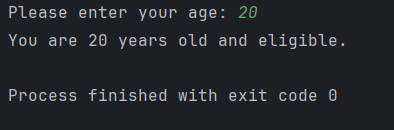 Please enter your age: 20
You are 20 years old and eligible.
Process finished with exit code 0